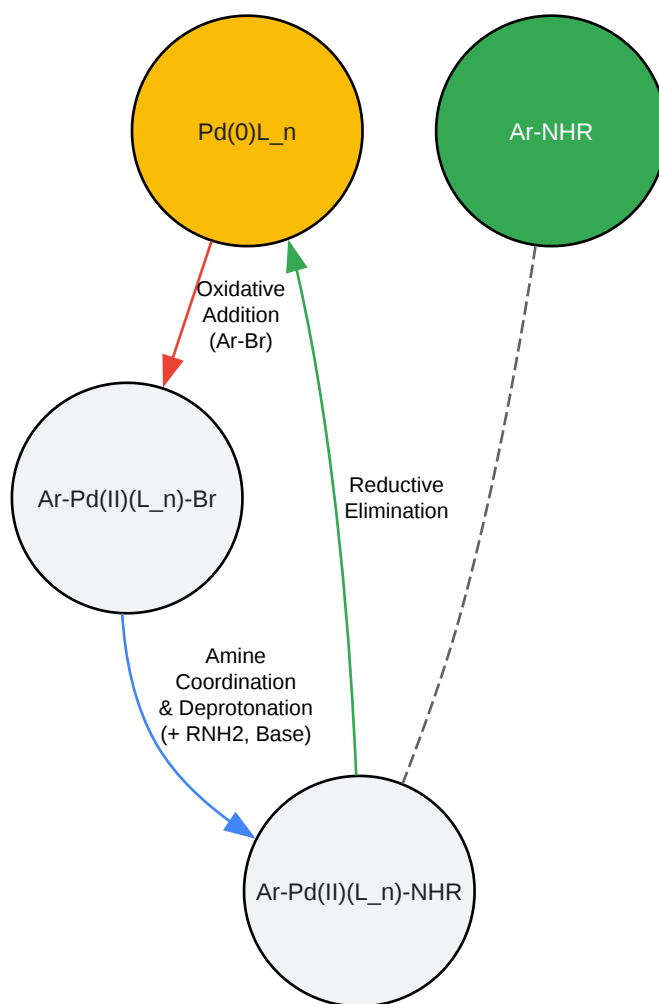 Pd(0)L_n
Ar-NHR
Oxidative
Addition
(Ar-Br)
Ar-Pd(II)(L_n)-Br
Reductive
Elimination
Amine
Coordination
& Deprotonation
(+ RNH2, Base)
Ar-Pd(II)(L_n)-NHR